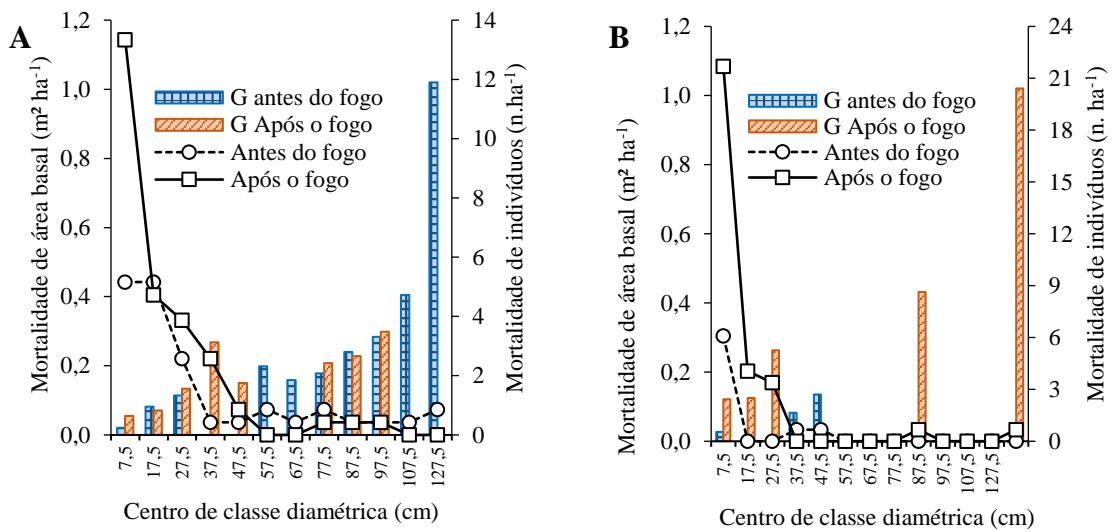 A
Mortalidade de área basal (m² ha⁻¹)
1,2
1,0
0,8
0,6
0,4
0,2
0,0
G antes do fogo
G Após o fogo
Antes do fogo
Após o fogo
14
12
10
8
6
4
2
0
Mortalidade de indivíduos (n.ha⁻¹)
7,5 17,5 27,5 37,5 47,5 57,5 67,5 77,5 87,5 97,5 107,5 127,5
Centro de classe diamétrica (cm)
B
Mortalidade de área basal (m² ha⁻¹)
1,2
1,0
0,8
0,6
0,4
0,2
0,0
G antes do fogo
G Após o fogo
Antes do fogo
Após o fogo
24
21
18
15
12
9
6
3
0
Mortalidade de indivíduos (n. ha⁻¹)
7,5 17,5 27,5 37,5 47,5 57,5 67,5 77,5 87,5 97,5 107,5 127,5
Centro de classe diamétrica (cm)